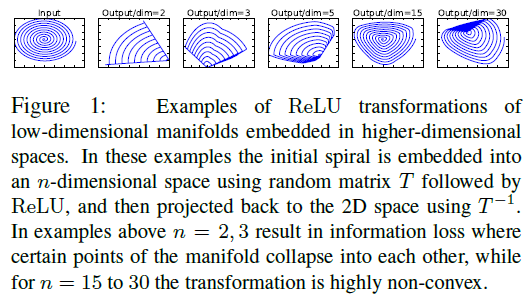 Input Output/dim=2 Output/dim=3 Output/dim=5 Output/dim=15 Output/dim=30
Figure 1: Examples of ReLU transformations of
low-dimensional manifolds embedded in higher-dimensional
spaces. In these examples the initial spiral is embedded into
an n-dimensional space using random matrix T followed by
ReLU, and then projected back to the 2D space using T⁻¹.
In examples above n = 2, 3 result in information loss where
certain points of the manifold collapse into each other, while
for n = 15 to 30 the transformation is highly non-convex.